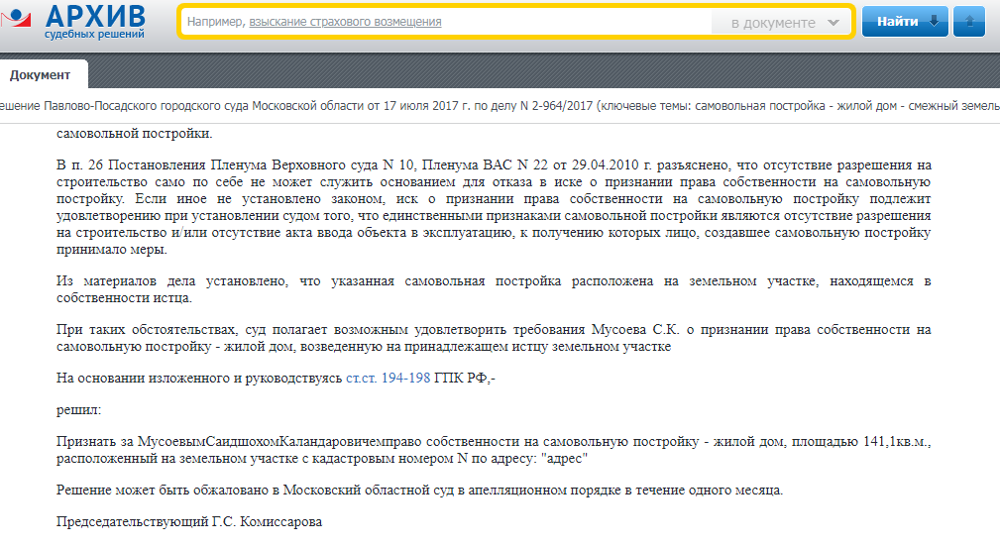 АРХИВ
судебных решений
Например, взыскание страхового возмещения
в документе
Найти
Документ
ешение Павлово-Посадского городского суда Московской области от 17 июля 2017 г. по делу N 2-964/2017 (ключевые темы: самовольная постройка - жилой дом - смежный земель
самовольной постройки.
В п. 26 Постановления Пленума Верховного суда N 10, Пленума ВАС N 22 от 29.04.2010 г. разъяснено, что отсутствие разрешения на
строительство само по себе не может служить основанием для отказа в иске о признании права собственности на самовольную
постройку. Если иное не установлено законом, иск о признании права собственности на самовольную постройку подлежит
удовлетворению при установлении судом того, что единственными признаками самовольной постройки являются отсутствие разрешения
на строительство и/или отсутствие акта ввода объекта в эксплуатацию, к получению которых лицо, создавшее самовольную постройку
принимало меры.
Из материалов дела установлено, что указанная самовольная постройка расположена на земельном участке, находящемся в
собственности истца.
При таких обстоятельствах, суд полагает возможным удовлетворить требования Мусоева С.К. о признании права собственности на
самовольную постройку - жилой дом, возведенную на принадлежащем истцу земельном участке
На основании изложенного и руководствуясь ст.ст. 194-198 ГПК РФ,-
решил:
Признать за МусоевымСаидшохомКаландаровичемправо собственности на самовольную постройку - жилой дом, площадью 141,1кв.м.,
расположенный на земельном участке с кадастровым номером N по адресу: "адрес"
Решение может быть обжаловано в Московский областной суд в апелляционном порядке в течение одного месяца.
Председательствующий Г.С. Комиссарова